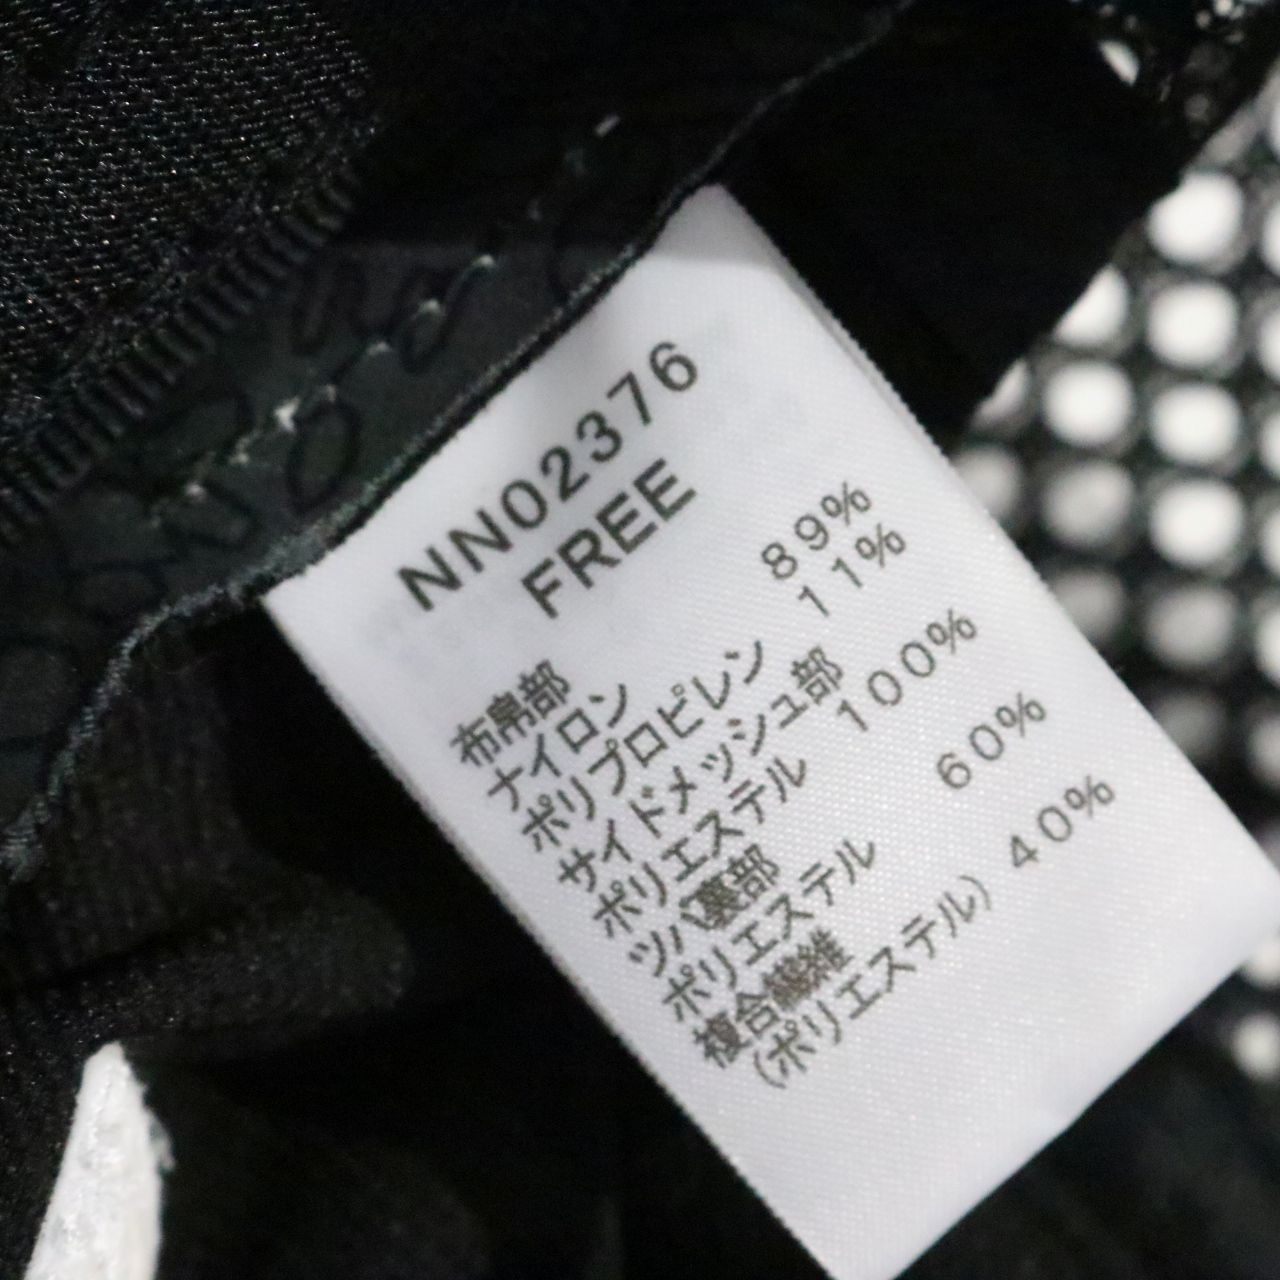 NN02376
FREE
布帛部
ナイロン 89%
ポリプロピレン 11%
サイドメッシュ部
ポリエステル 100%
ツバ裏部
ポリエステル 60%
複合繊維
(ポリエステル) 40%